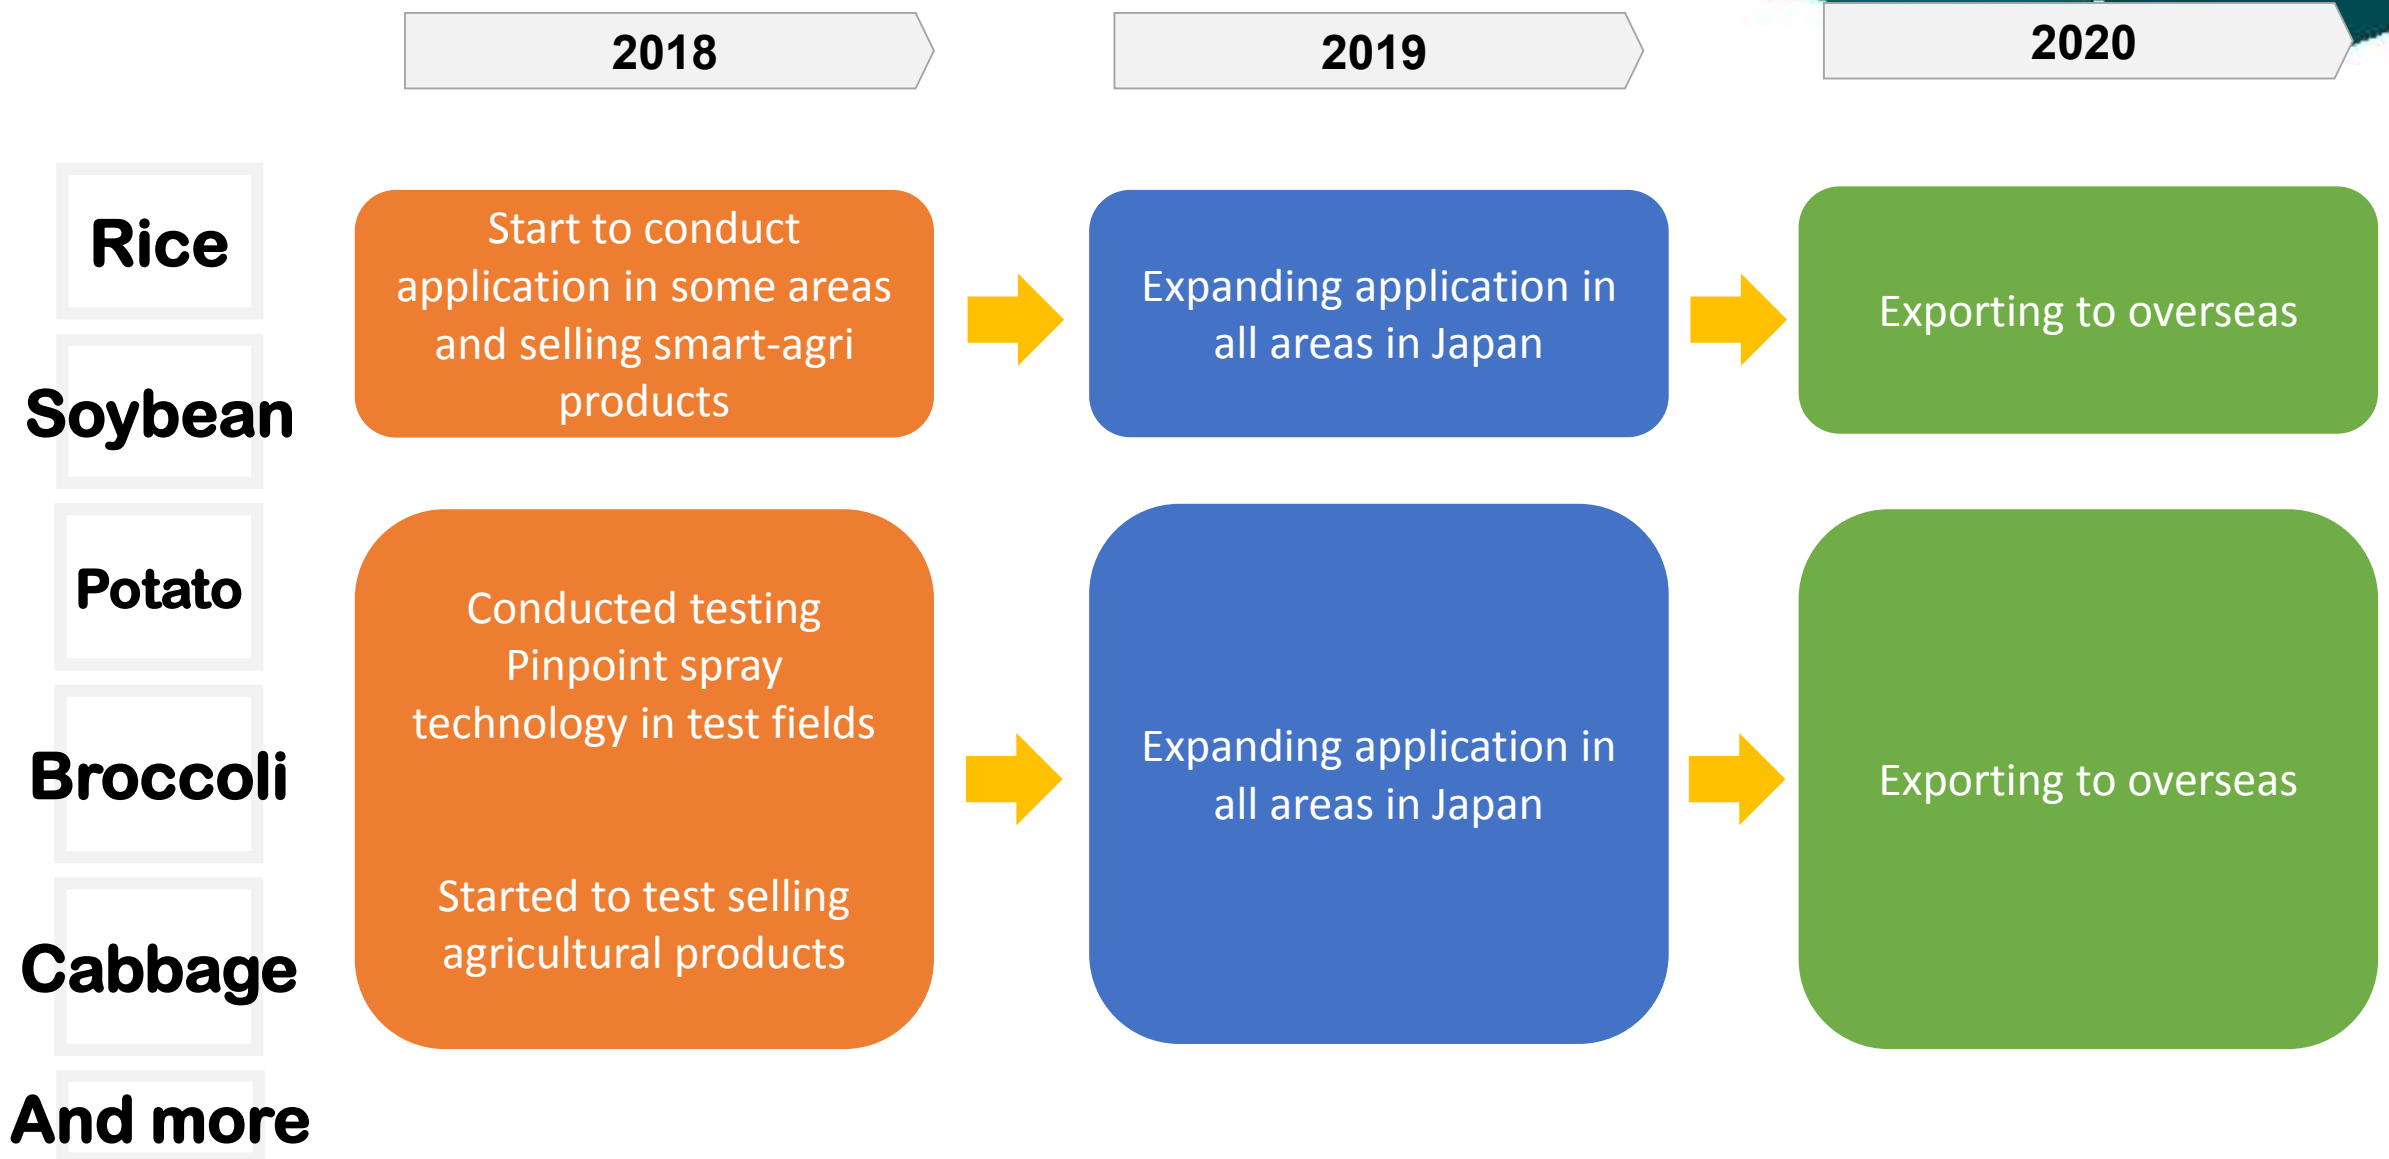 2018
2019
2020
Rice
Soybean
Start to conduct
application in some areas
and selling smart-agri
products
Expanding application in
all areas in Japan
Exporting to overseas
Potato
Broccoli
Cabbage
And more
Conducted testing
Pinpoint spray
technology in test fields
Started to test selling
agricultural products
Expanding application in
all areas in Japan
Exporting to overseas